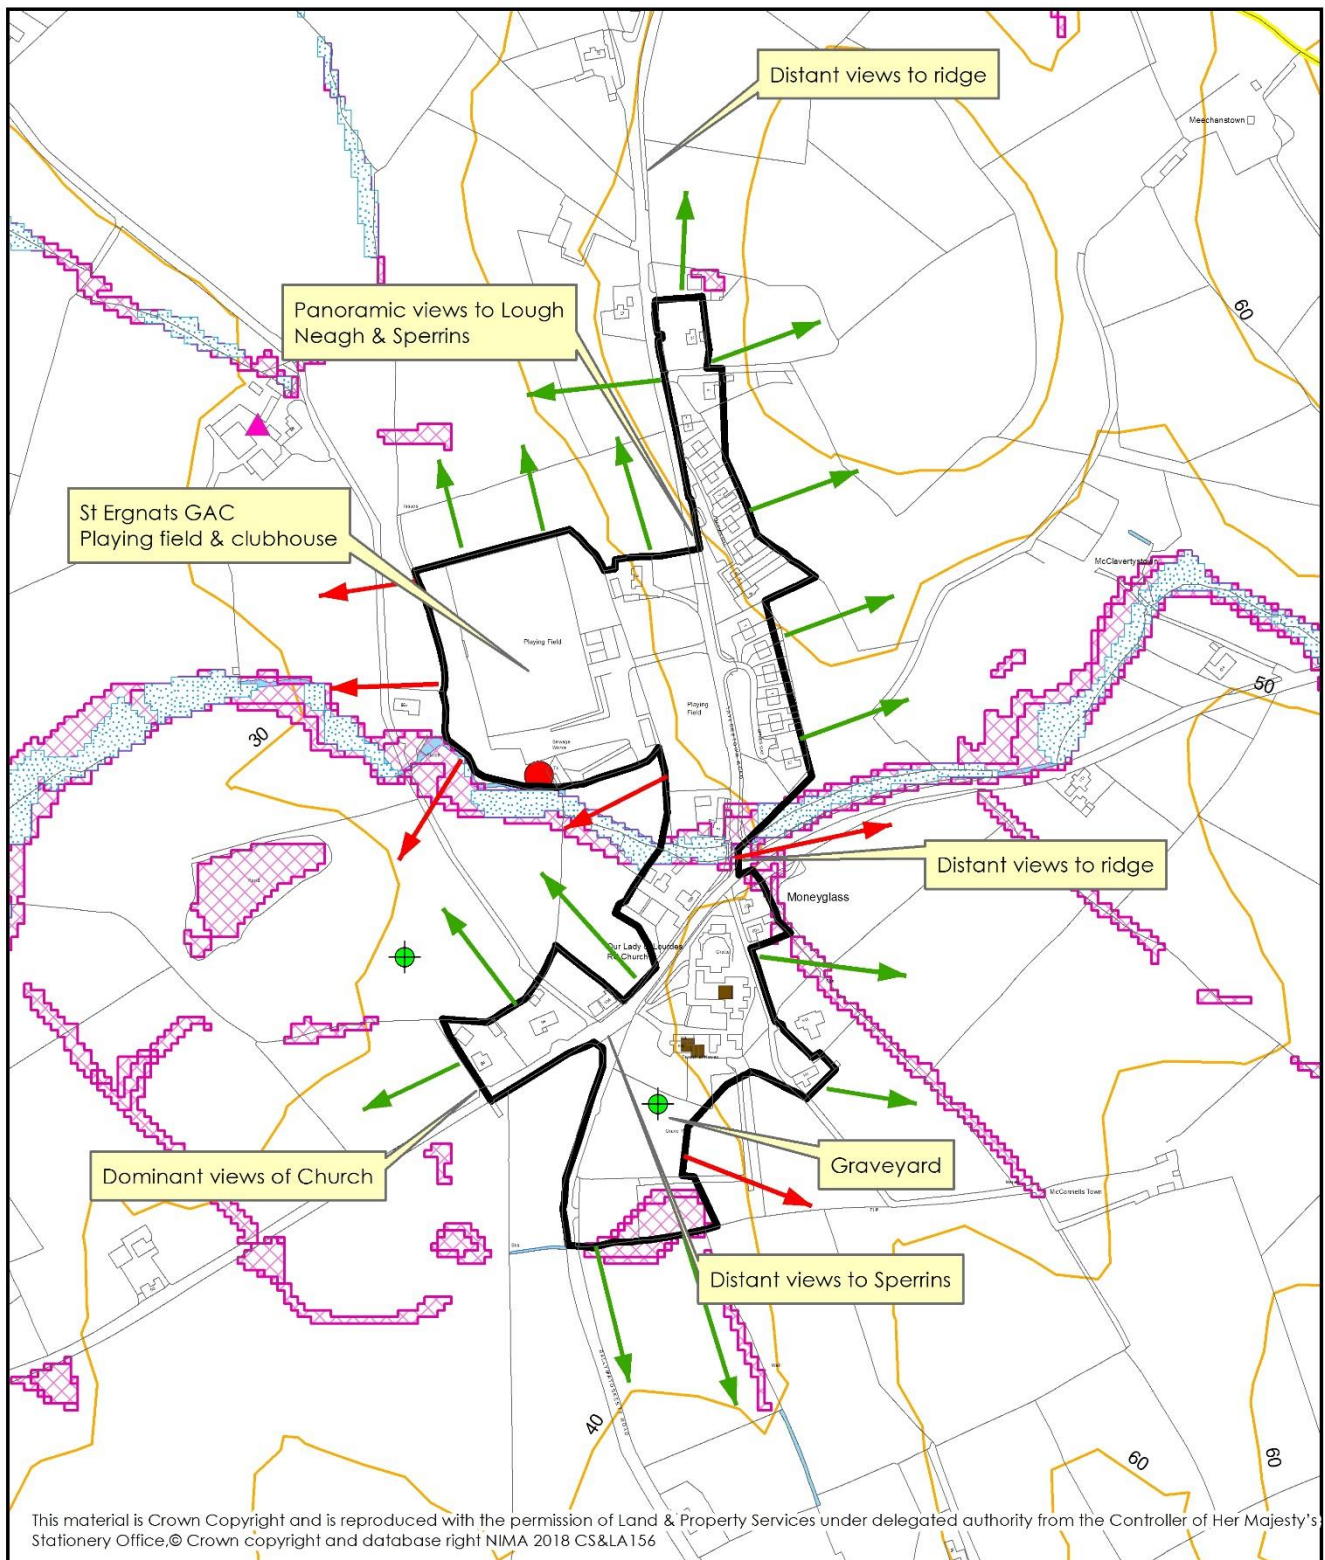 Distant views to ridge
Meechanstown
60
Panoramic views to Lough
Neagh & Sperrins
St Ergnats GAC
Playing field & clubhouse
McClavertystown
Playing Field
50
Playing
Field
30
Sewage
Works
Distant views to ridge
Moneyglass
Our Lady of Lourdes
RC Church
Graveyard
Dominant views of Church
McConnells Town
Distant views to Sperrins
40
60
60
This material is Crown Copyright and is reproduced with the permission of Land & Property Services under delegated authority from the Controller of Her Majesty's
Stationery Office,© Crown copyright and database right NIMA 2018 CS&LA156